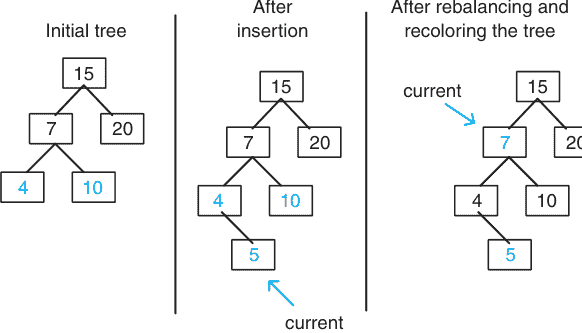 Initial tree
15
7
20
4
10
After
insertion
15
7
20
4
10
5
current
After rebalancing and
recoloring the tree
current
15
7
20
4
10
5